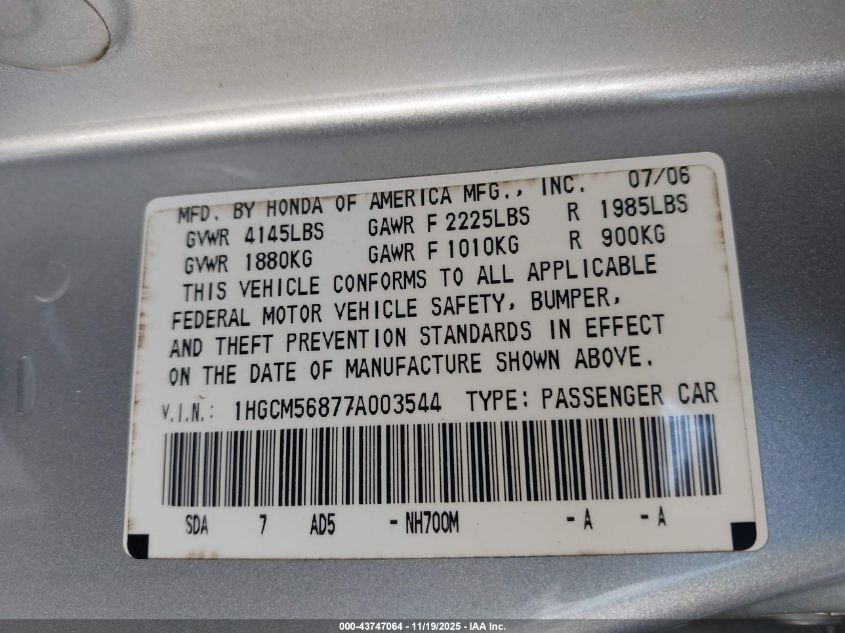 MFD. BY HONDA OF AMERICA MFG., INC. 07/06
GVWR 4145LBS GAWR F 2225LBS R 1985LBS
GVWR 1880KG GAWR F 1010KG R 900KG
THIS VEHICLE CONFORMS TO ALL APPLICABLE
FEDERAL MOTOR VEHICLE SAFETY, BUMPER,
AND THEFT PREVENTION STANDARDS IN EFFECT
ON THE DATE OF MANUFACTURE SHOWN ABOVE.
V.I.N.: 1HGCM56877A003544 TYPE: PASSENGER CAR
SDA 7 AD5 -NH700M -A -A
000-43747064 - 11/19/2025 - IAA Inc.